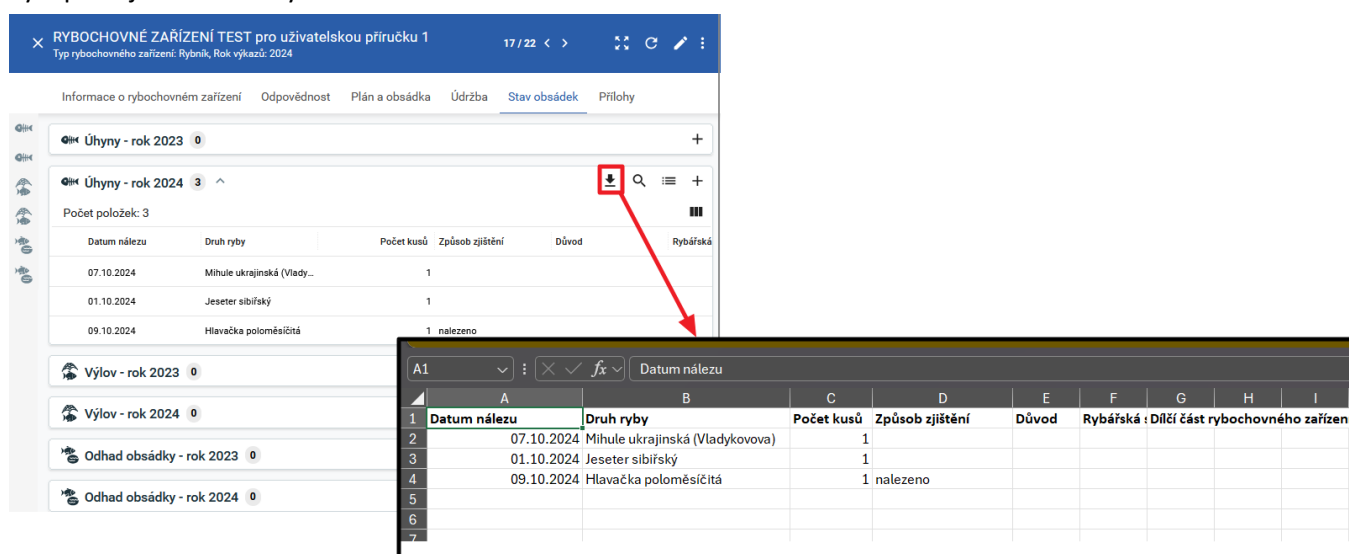 RYBOCHOVNÉ ZAŘÍZENÍ TEST pro uživatelskou příručku 1
17 / 22
Typ rybochovného zařízení: Rybník, Rok výkazů: 2024
Informace o rybochovném zařízení Odpovědnost Plán a obsádka Údržba Stav obsádek Přílohy
Úhyny - rok 2023 0
Úhyny - rok 2024 3
Počet položek: 3
Datum nálezu Druh ryby Počet kusů Způsob zjištění Důvod Rybářská
07.10.2024 Mihule ukrajinská (Vlady... 1
01.10.2024 Jeseter sibiřský 1
09.10.2024 Hlavačka poloměsíčitá 1 nalezeno
Výlov - rok 2023 0
Výlov - rok 2024 0
Odhad obsádky - rok 2023 0
Odhad obsádky - rok 2024 0
A1 fx Datum nálezu
A B C D E F G H I
1 Datum nálezu Druh ryby Počet kusů Způsob zjištění Důvod Rybářská Dílčí část rybochovného zařízen
2 07.10.2024 Mihule ukrajinská (Vladykovova) 1
3 01.10.2024 Jeseter sibiřský 1
4 09.10.2024 Hlavačka poloměsíčitá 1 nalezeno
5
6
7